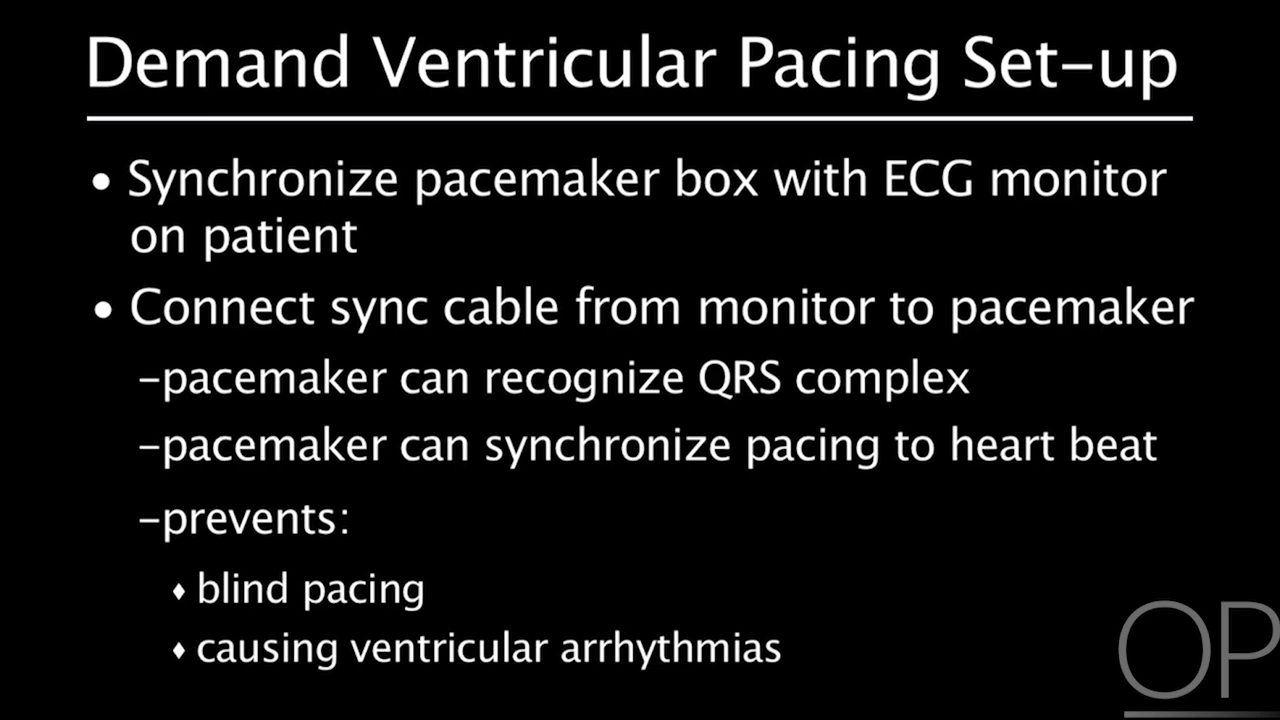 Demand Ventricular Pacing Set-up
• Synchronize pacemaker box with ECG monitor
on patient
• Connect sync cable from monitor to pacemaker
-pacemaker can recognize QRS complex
-pacemaker can synchronize pacing to heart beat
-prevents:
♦ blind pacing
♦ causing ventricular arrhythmias
OP